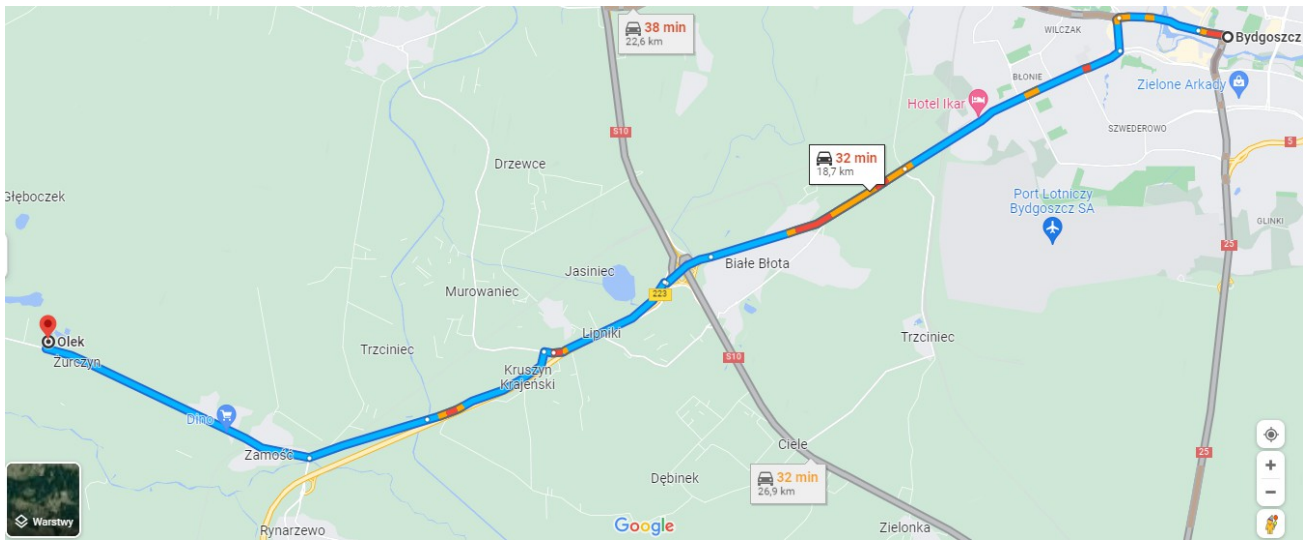 38 min
22,6 km
WILCZAK
Bydgoszcz
BŁONIE
Zielone Arkady
Hotel Ikar
SZWEDEROWO
S10
5
32 min
18,7 km
Drzewce
Głęboczek
Port Lotniczy
Bydgoszcz SA
GLINKI
25
Białe Błota
Jasiniec
Murowaniec
223
Lipniki
Olek
Żurczyn
Trzciniec
Trzciniec
S10
Kruszyn
Krajeński
Dino
Zamość
Ciele
25
Dębinek
32 min
26,9 km
Warstwy
Rynarzewo
Google
Zielonka